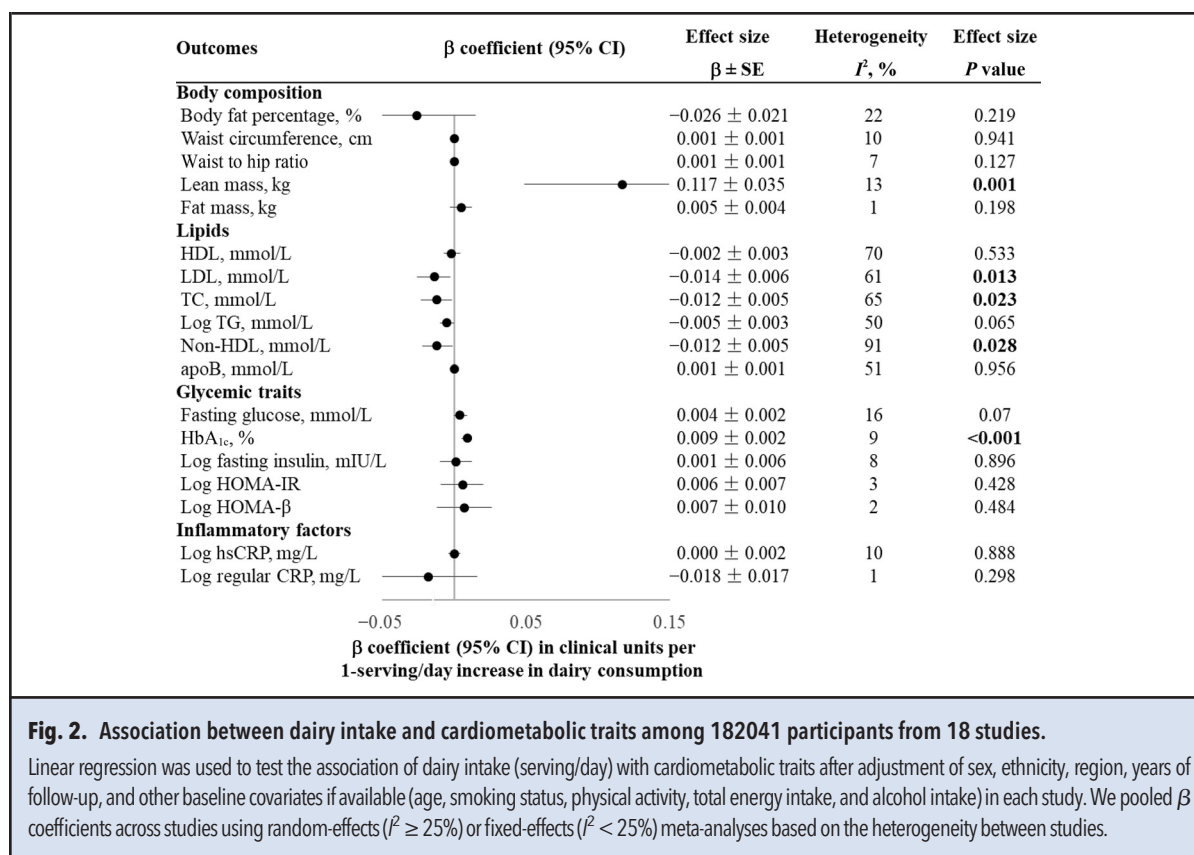 Outcomes β coefficient (95% CI) Effect size Heterogeneity Effect size
β ± SE I², % P value
Body composition
Body fat percentage, % −0.026 ± 0.021 22 0.219
Waist circumference, cm 0.001 ± 0.001 10 0.941
Waist to hip ratio 0.001 ± 0.001 7 0.127
Lean mass, kg 0.117 ± 0.035 13 0.001
Fat mass, kg 0.005 ± 0.004 1 0.198
Lipids
HDL, mmol/L −0.002 ± 0.003 70 0.533
LDL, mmol/L −0.014 ± 0.006 61 0.013
TC, mmol/L −0.012 ± 0.005 65 0.023
Log TG, mmol/L −0.005 ± 0.003 50 0.065
Non-HDL, mmol/L −0.012 ± 0.005 91 0.028
apoB, mmol/L 0.001 ± 0.001 51 0.956
Glycemic traits
Fasting glucose, mmol/L 0.004 ± 0.002 16 0.07
HbA₁c, % 0.009 ± 0.002 9 <0.001
Log fasting insulin, mIU/L 0.001 ± 0.006 8 0.896
Log HOMA-IR 0.006 ± 0.007 3 0.428
Log HOMA-β 0.007 ± 0.010 2 0.484
Inflammatory factors
Log hsCRP, mg/L 0.000 ± 0.002 10 0.888
Log regular CRP, mg/L −0.018 ± 0.017 1 0.298
−0.05 0.05 0.15
β coefficient (95% CI) in clinical units per
1-serving/day increase in dairy consumption
Fig. 2. Association between dairy intake and cardiometabolic traits among 182041 participants from 18 studies.
Linear regression was used to test the association of dairy intake (serving/day) with cardiometabolic traits after adjustment of sex, ethnicity, region, years of
follow-up, and other baseline covariates if available (age, smoking status, physical activity, total energy intake, and alcohol intake) in each study. We pooled β
coefficients across studies using random-effects (I² ≥ 25%) or fixed-effects (I² < 25%) meta-analyses based on the heterogeneity between studies.